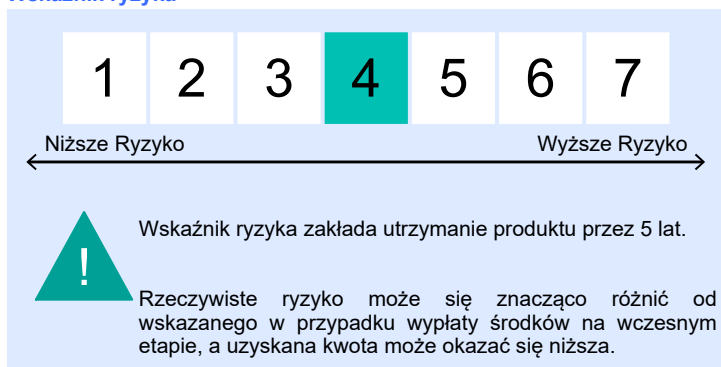 1 2 3 4 5 6 7
Niższe Ryzyko Wyższe Ryzyko
!
Wskaźnik ryzyka zakłada utrzymanie produktu przez 5 lat.
Rzeczywiste ryzyko może się znacząco różnić od
wskazanego w przypadku wypłaty środków na wczesnym
etapie, a uzyskana kwota może okazać się niższa.